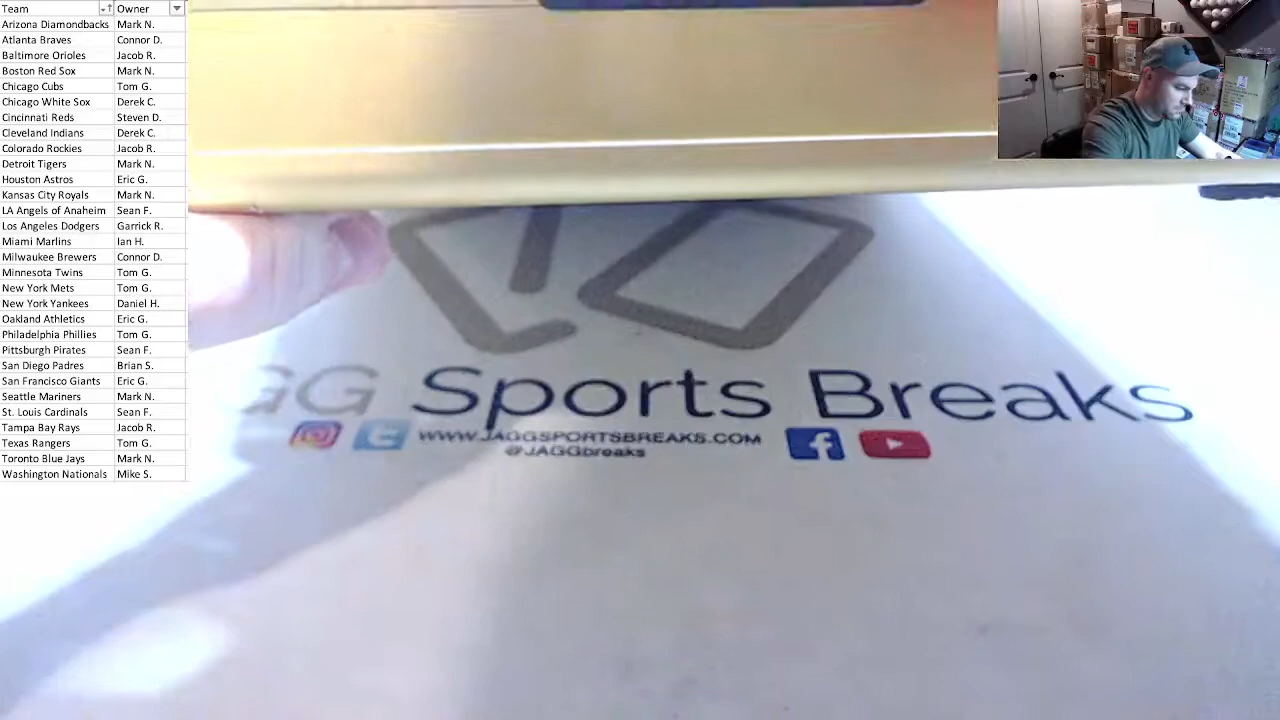 Team Owner
Arizona Diamondbacks Mark N.
Atlanta Braves Connor D.
Baltimore Orioles Jacob R.
Boston Red Sox Mark N.
Chicago Cubs Tom G.
Chicago White Sox Derek C.
Cincinnati Reds Steven D.
Cleveland Indians Derek C.
Colorado Rockies Jacob R.
Detroit Tigers Mark N.
Houston Astros Eric G.
Kansas City Royals Mark N.
LA Angels of Anaheim Sean F.
Los Angeles Dodgers Garrick R.
Miami Marlins Ian H.
Milwaukee Brewers Connor D.
Minnesota Twins Tom G.
New York Mets Tom G.
New York Yankees Daniel H.
Oakland Athletics Eric G.
Philadelphia Phillies Tom G.
Pittsburgh Pirates Sean F.
San Diego Padres Brian S.
San Francisco Giants Eric G.
Seattle Mariners Mark N.
St. Louis Cardinals Sean F.
Tampa Bay Rays Jacob R.
Texas Rangers Tom G.
Toronto Blue Jays Mark N.
Washington Nationals Mike S.
GG Sports Breaks
WWW.JAGGSPORTSBREAKS.COM
@JAGGbreaks